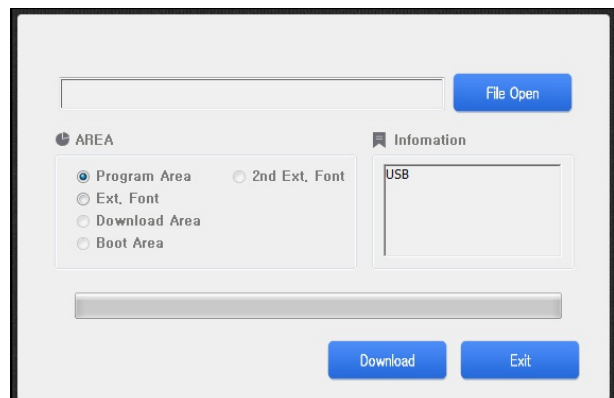 File Open
AREA
Infomation
Program Area
2nd Ext. Font
USB
Ext. Font
Download Area
Boot Area
Download
Exit